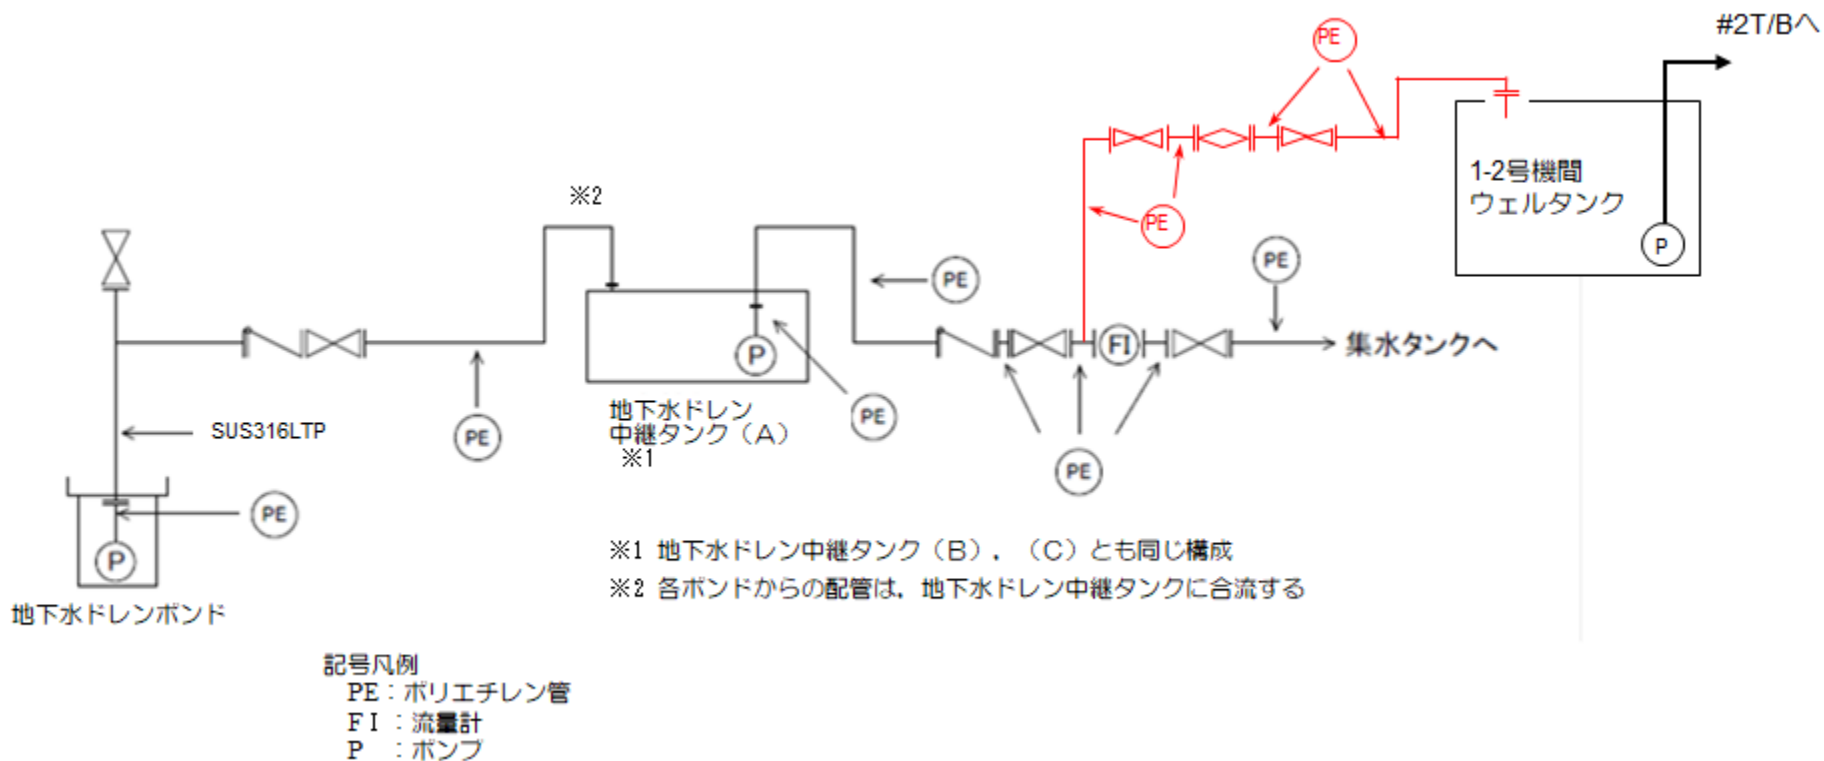 #2T/Bへ
PE
1-2号機間
ウェルタンク
P
※2
PE
PE
PE
P
FI
集水タンクへ
地下水ドレン
中継タンク（A）
※1
PE
PE
PE
SUS316LTP
PE
P
※1 地下水ドレン中継タンク（B），（C）とも同じ構成
※2 各ポンドからの配管は，地下水ドレン中継タンクに合流する
地下水ドレンポンド
記号凡例
PE：ポリエチレン管
FI：流量計
P ：ポンプ